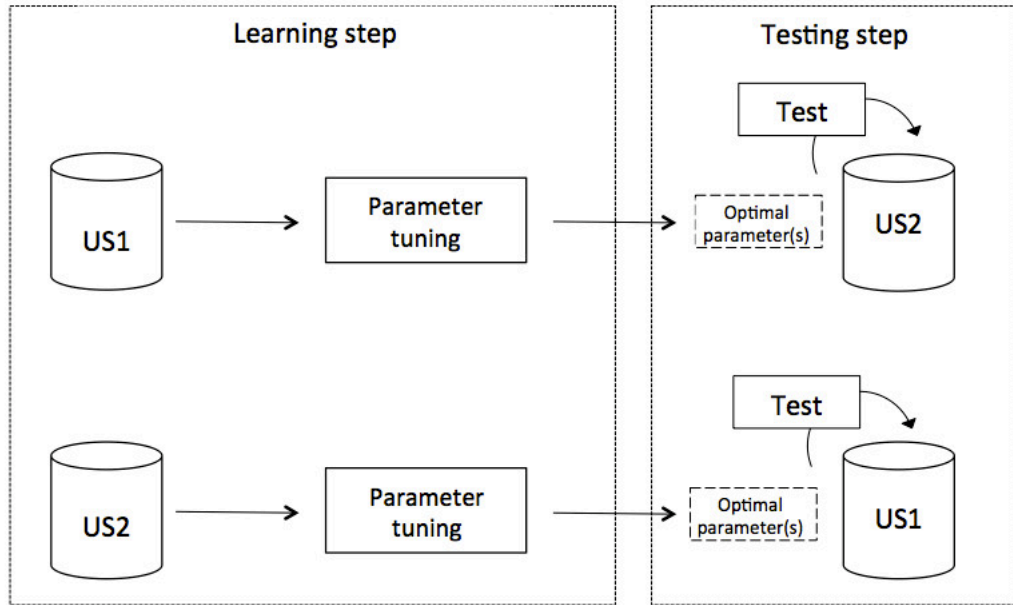 Learning step
US1
Parameter
tuning
US2
Parameter
tuning
Testing step
Test
Optimal
parameter(s)
US2
Test
Optimal
parameter(s)
US1